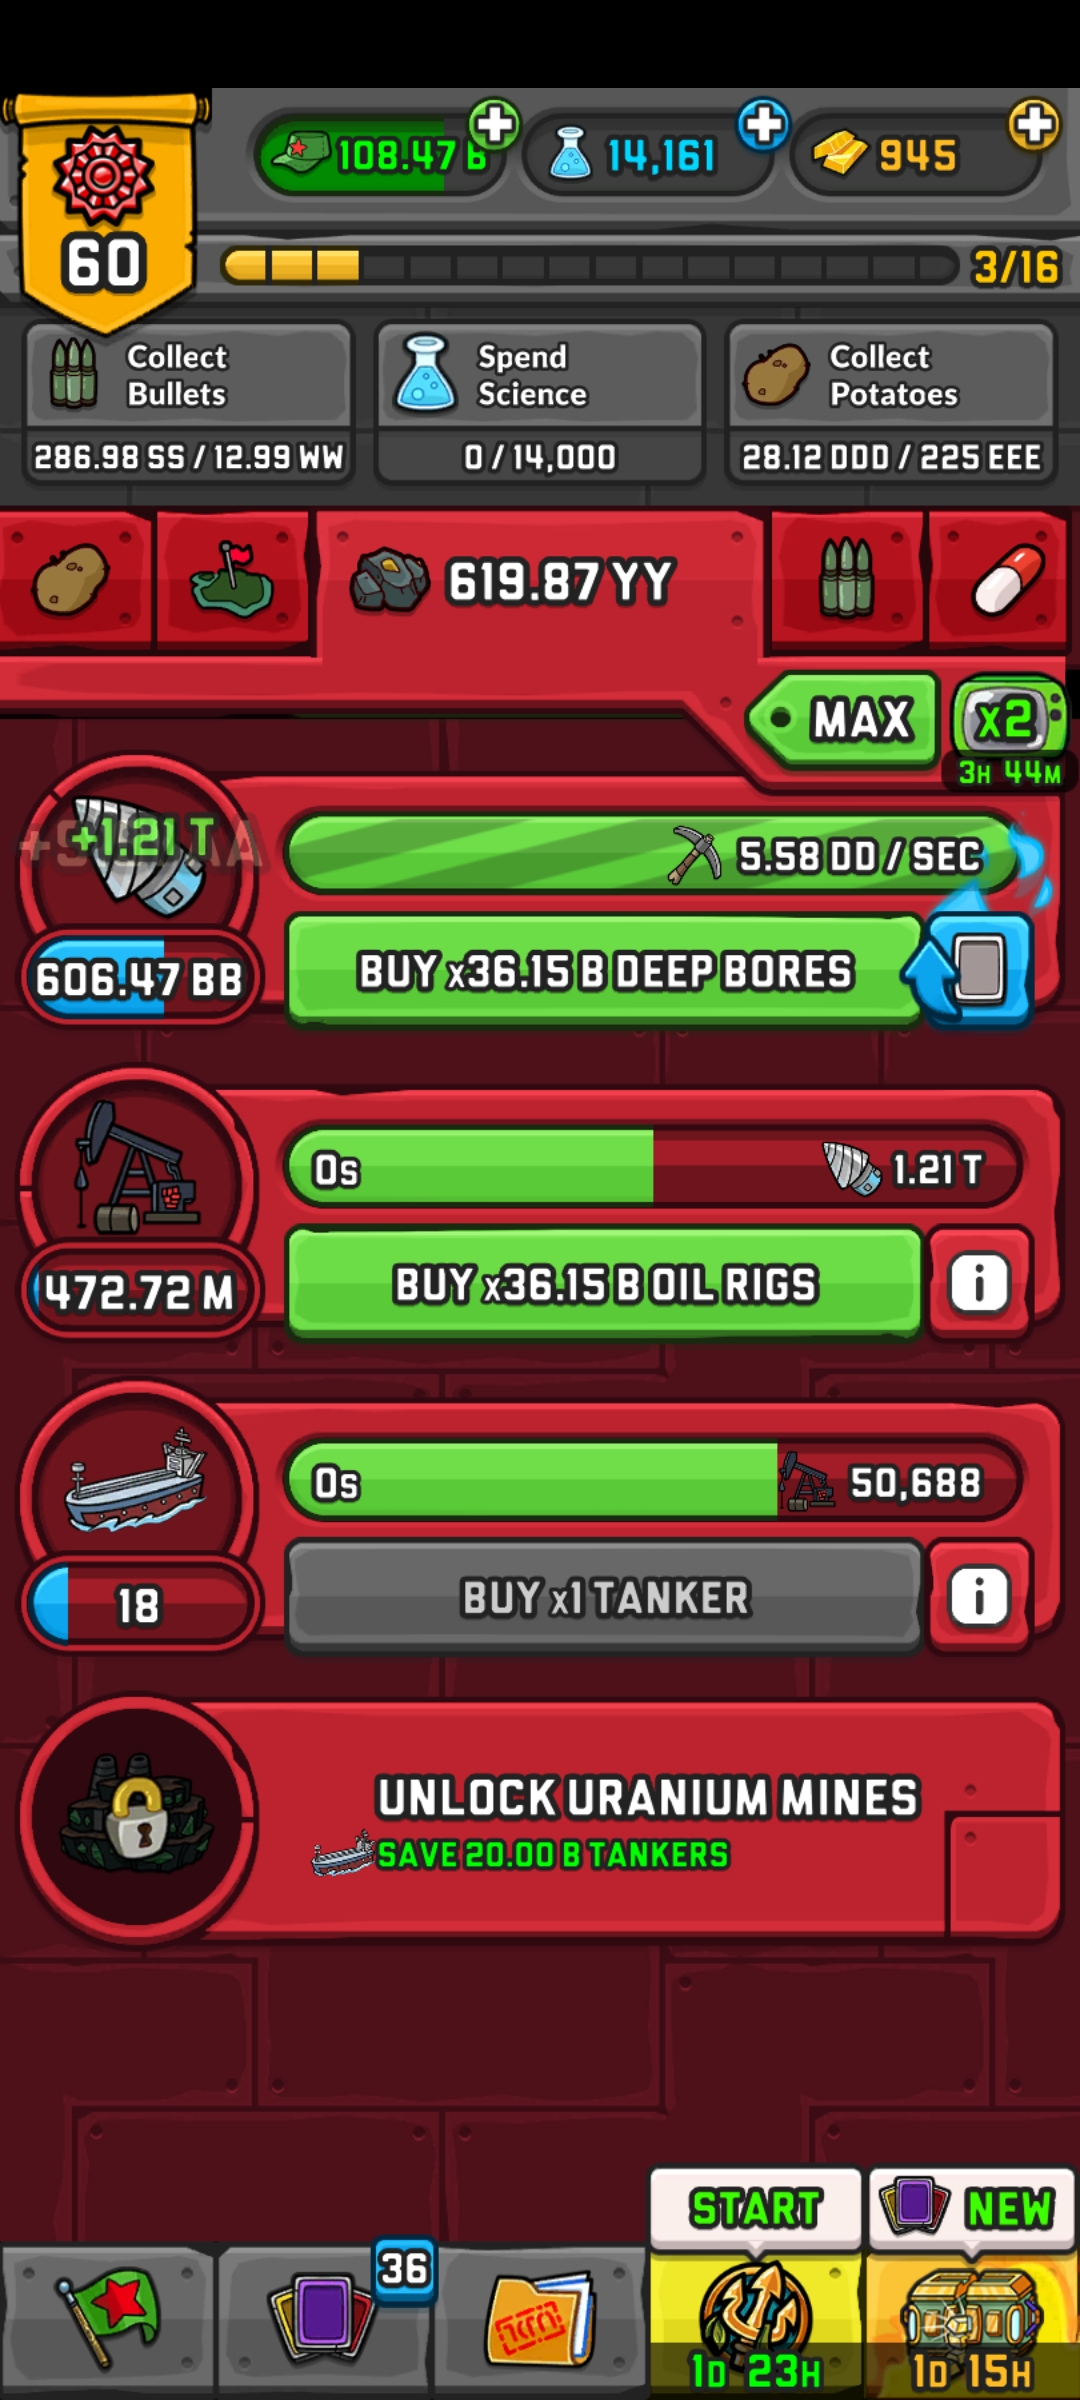 60
108.47 B
14,161
945
3/16
Collect
Bullets
286.98 SS / 12.99 WW
Spend
Science
0 / 14,000
Collect
Potatoes
28.12 DDD / 225 EEE
619.87 YY
MAX
x2
3H 44M
+1.21 T
5.58 DD / SEC
606.47 BB
BUY x36.15 B DEEP BORES
0s
1.21 T
472.72 M
BUY x36.15 B OIL RIGS
i
0s
50,688
18
BUY x1 TANKER
i
UNLOCK URANIUM MINES
SAVE 20.00 B TANKERS
START
NEW
36
1D 23H
1D 15H